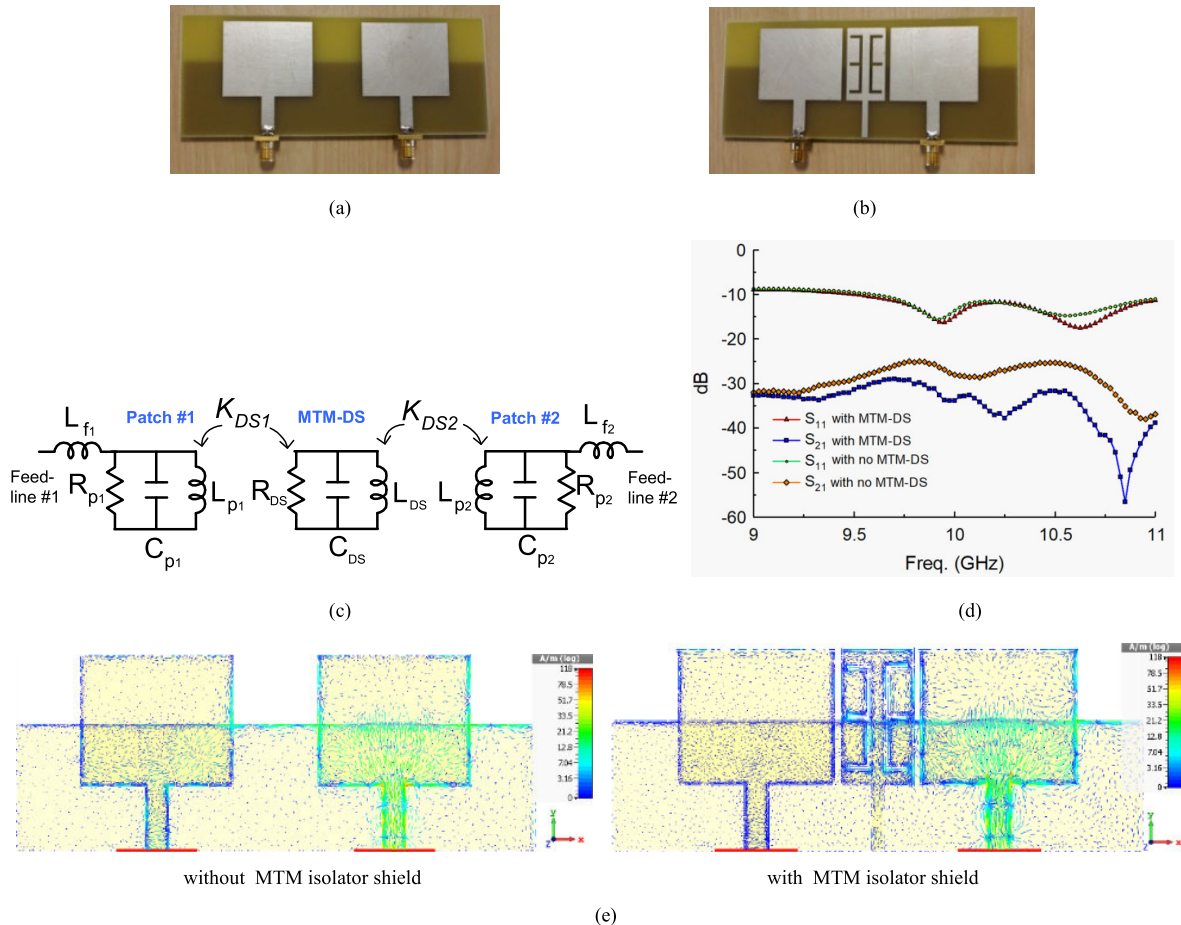 (a)
(b)
L f1
Patch #1
K DS1
MTM-DS
K DS2
Patch #2
L f2
Feed-
line #1
R p1
L p1
R DS
L DS
L p2
R p2
Feed-
line #2
C p1
C DS
C p2
(c)
0
-10
-20
-30
-40
-50
-60
dB
S11 with MTM-DS
S21 with MTM-DS
S11 with no MTM-DS
S21 with no MTM-DS
9
9.5
10
10.5
11
Freq. (GHz)
(d)
A/m (log)
118
78.5
51.7
33.5
21.2
12.8
7.04
3.16
0
y
z
x
without MTM isolator shield
A/m (log)
118
78.5
51.7
33.5
21.2
12.8
7.04
3.16
0
y
z
x
with MTM isolator shield
(e)